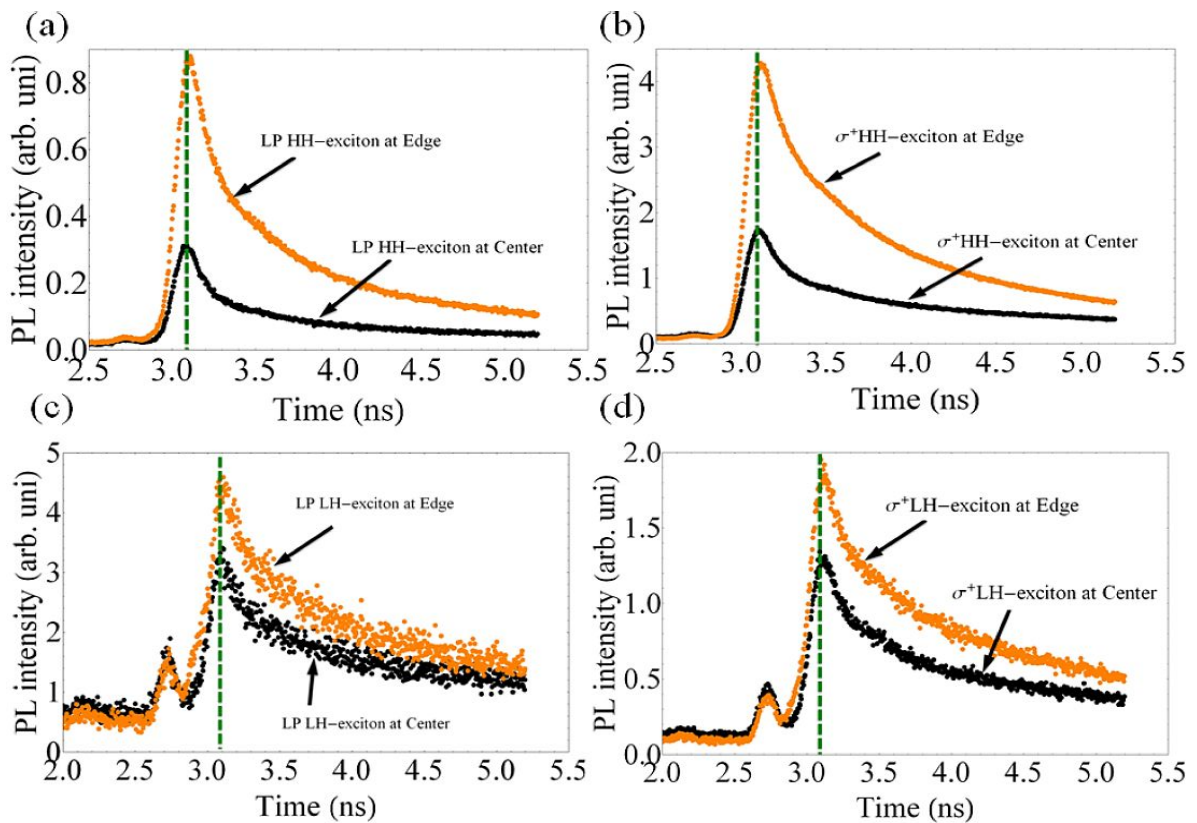 (a)
PL intensity (arb. uni)
0.8
0.6
0.4
0.2
0.0
LP HH−exciton at Edge
LP HH−exciton at Center
2.5 3.0 3.5 4.0 4.5 5.0 5.5
Time (ns)
(b)
PL intensity (arb. uni)
4
3
2
1
0
σ+HH−exciton at Edge
σ+HH−exciton at Center
2.5 3.0 3.5 4.0 4.5 5.0 5.5
Time (ns)
(c)
PL intensity (arb. uni)
5
4
3
2
1
0
LP LH−exciton at Edge
LP LH−exciton at Center
2.0 2.5 3.0 3.5 4.0 4.5 5.0 5.5
Time (ns)
(d)
PL intensity (arb. uni)
2.0
1.5
1.0
0.5
0.0
σ+LH−exciton at Edge
σ+LH−exciton at Center
2.0 2.5 3.0 3.5 4.0 4.5 5.0 5.5
Time (ns)